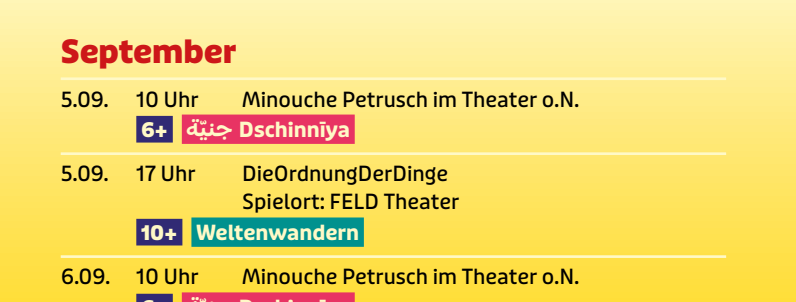 September
5.09. 10 Uhr Minouche Petrusch im Theater o.N.
6+ جنيّة Dschinnīya
5.09. 17 Uhr DieOrdnungDerDinge
Spielort: FELD Theater
10+ Weltenwandern
6.09. 10 Uhr Minouche Petrusch im Theater o.N.